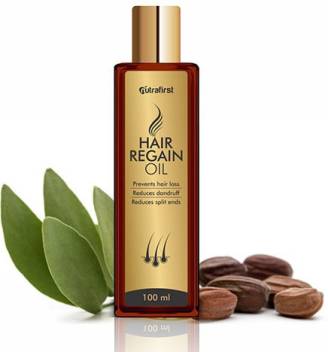 nutrafirst
HAIR
REGAIN
OIL
Prevents hair loss
Reduces dandruff
Reduces split ends
100 ml